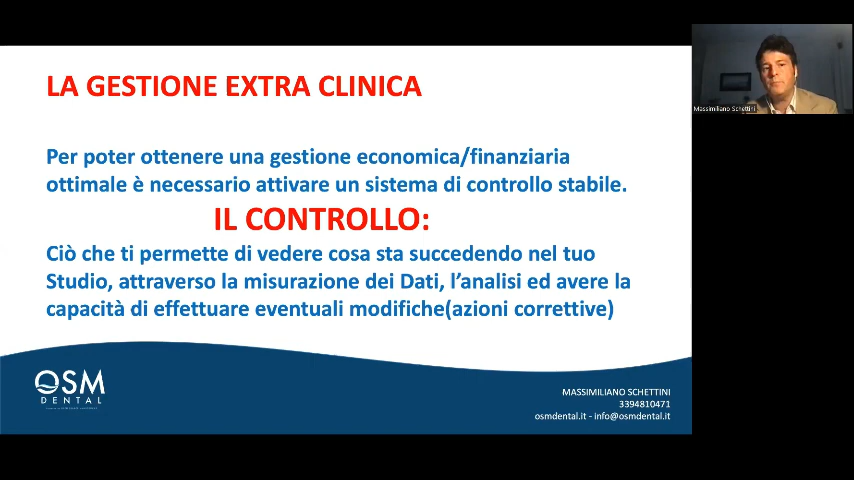 LA GESTIONE EXTRA CLINICA
Per poter ottenere una gestione economica/finanziaria
ottimale è necessario attivare un sistema di controllo stabile.
IL CONTROLLO:
Ciò che ti permette di vedere cosa sta succedendo nel tuo
Studio, attraverso la misurazione dei Dati, l’analisi ed avere la
capacità di effettuare eventuali modifiche(azioni correttive)
OSM
DENTAL
MASSIMILIANO SCHETTINI
3394810471
osmdental.it - info@osmdental.it
Massimiliano Schettini